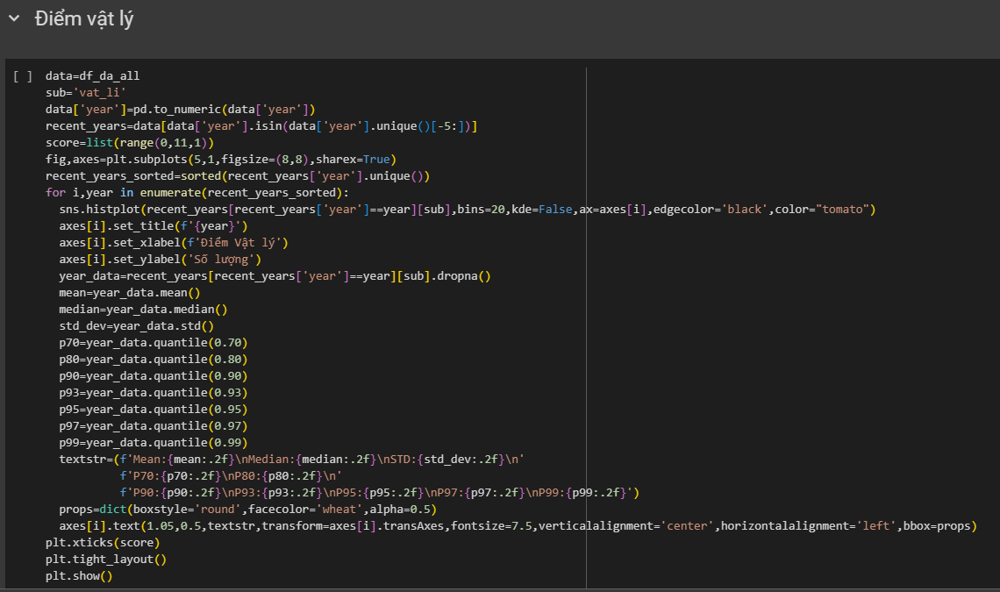 Điểm vật lý
[ ] data=df_da_all
sub='vat_li'
data['year']=pd.to_numeric(data['year'])
recent_years=data[data['year'].isin(data['year'].unique()[-5:])]
score=list(range(0,11,1))
fig,axes=plt.subplots(5,1,figsize=(8,8),sharex=True)
recent_years_sorted=sorted(recent_years['year'].unique())
for i,year in enumerate(recent_years_sorted):
  sns.histplot(recent_years[recent_years['year']==year][sub],bins=20,kde=False,ax=axes[i],edgecolor='black',color="tomato")
  axes[i].set_title(f'{year}')
  axes[i].set_xlabel(f'Điểm Vật lý')
  axes[i].set_ylabel('Số lượng')
  year_data=recent_years[recent_years['year']==year][sub].dropna()
  mean=year_data.mean()
  median=year_data.median()
  std_dev=year_data.std()
  p70=year_data.quantile(0.70)
  p80=year_data.quantile(0.80)
  p90=year_data.quantile(0.90)
  p93=year_data.quantile(0.93)
  p95=year_data.quantile(0.95)
  p97=year_data.quantile(0.97)
  p99=year_data.quantile(0.99)
  textstr=(f'Mean:{mean:.2f}\nMedian:{median:.2f}\nSTD:{std_dev:.2f}\n'
           f'P70:{p70:.2f}\nP80:{p80:.2f}\n'
           f'P90:{p90:.2f}\nP93:{p93:.2f}\nP95:{p95:.2f}\nP97:{p97:.2f}\nP99:{p99:.2f}')
  props=dict(boxstyle='round',facecolor='wheat',alpha=0.5)
  axes[i].text(1.05,0.5,textstr,transform=axes[i].transAxes,fontsize=7.5,verticalalignment='center',horizontalalignment='left',bbox=props)
plt.xticks(score)
plt.tight_layout()
plt.show()